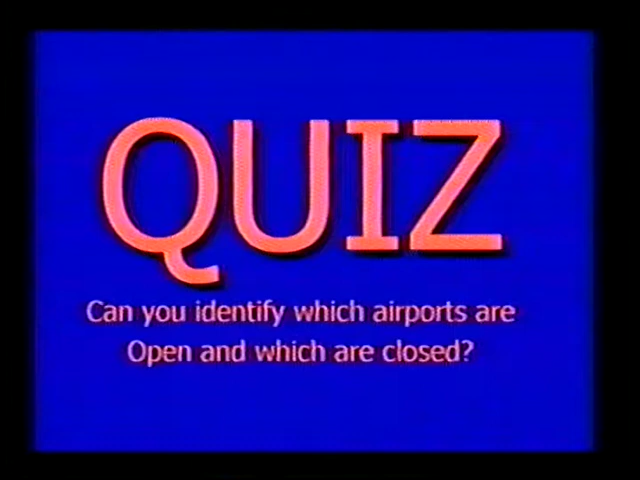 QUIZ
Can you identify which airports are
Open and which are closed?